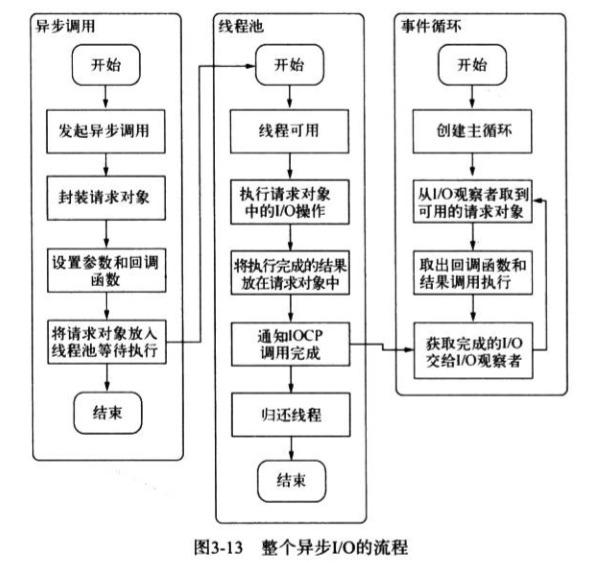 异步调用
开始
发起异步调用
封装请求对象
设置参数和回调
函数
将请求对象放入
线程池等待执行
结束
线程池
开始
线程可用
执行请求对象
中的I/O操作
将执行完成的结果
放在请求对象中
通知IOCP
调用完成
归还线程
结束
事件循环
开始
创建主循环
从I/O观察者取到
可用的请求对象
取出回调函数和
结果调用执行
获取完成的I/O
交给I/O观察者
图3-13 整个异步I/O的流程